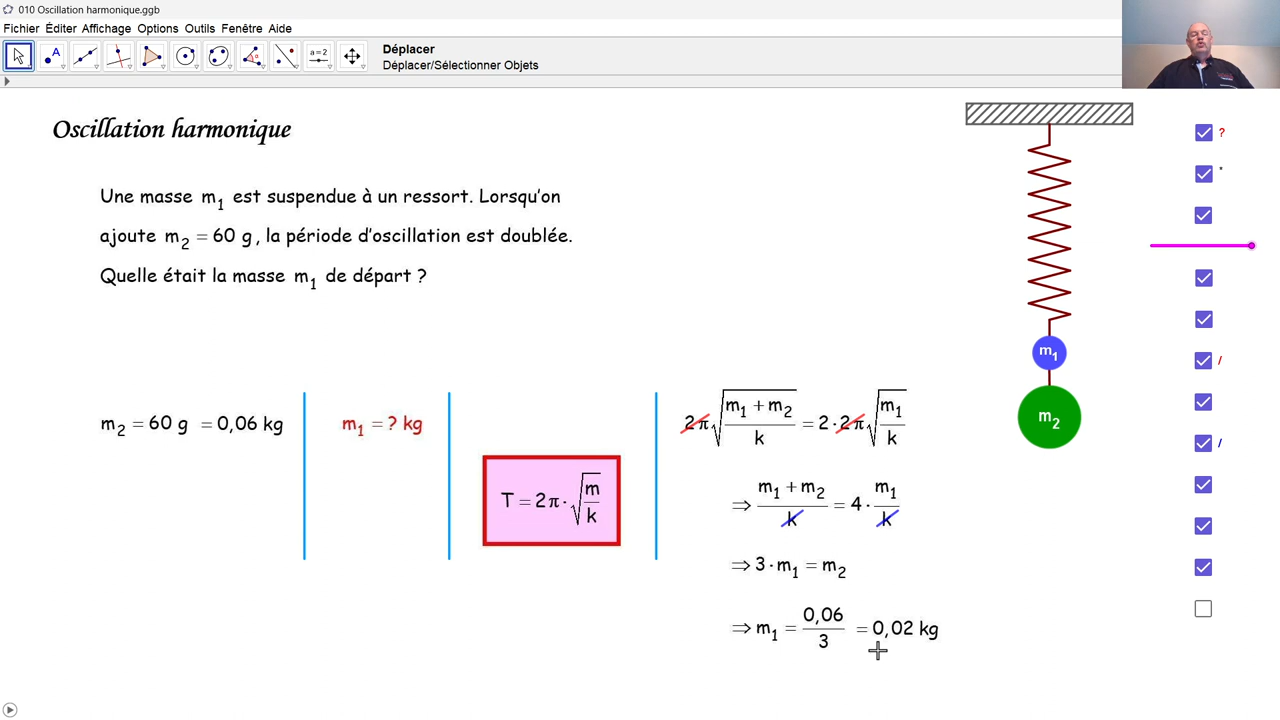 010 Oscillation harmonique.ggb
Fichier Éditer Affichage Options Outils Fenêtre Aide
A
a=2
Déplacer
Déplacer/Sélectionner Objets
Oscillation harmonique
?
*
Une masse m₁ est suspendue à un ressort. Lorsqu'on
ajoute m₂ = 60 g, la période d'oscillation est doublée.
Quelle était la masse m₁ de départ ?
m₁
m₂
/
/
m₂ = 60 g = 0,06 kg
m₁ = ? kg
T = 2π·√(m/k)
2π√((m₁ + m₂)/k) = 2·2π√(m₁/k)
⇒ (m₁ + m₂)/k = 4·m₁/k
⇒ 3·m₁ = m₂
⇒ m₁ = 0,06/3 = 0,02 kg